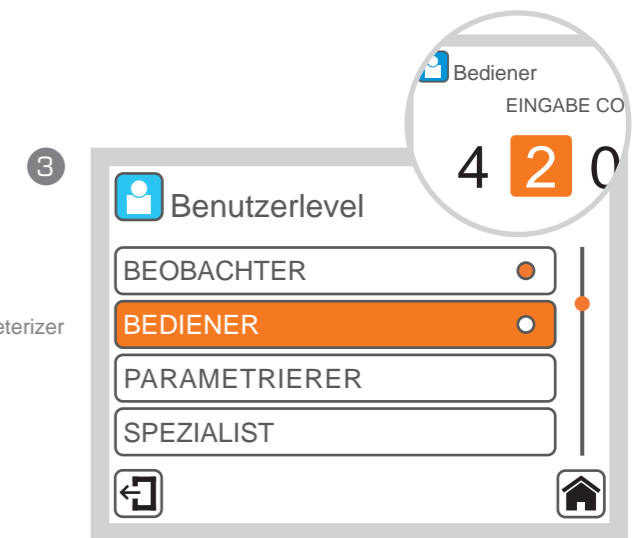 Bediener
EINGABE CO
4 2 0
3
Benutzerlevel
BEOBACHTER
BEDIENER
eterizer
PARAMETRIERER
SPEZIALIST